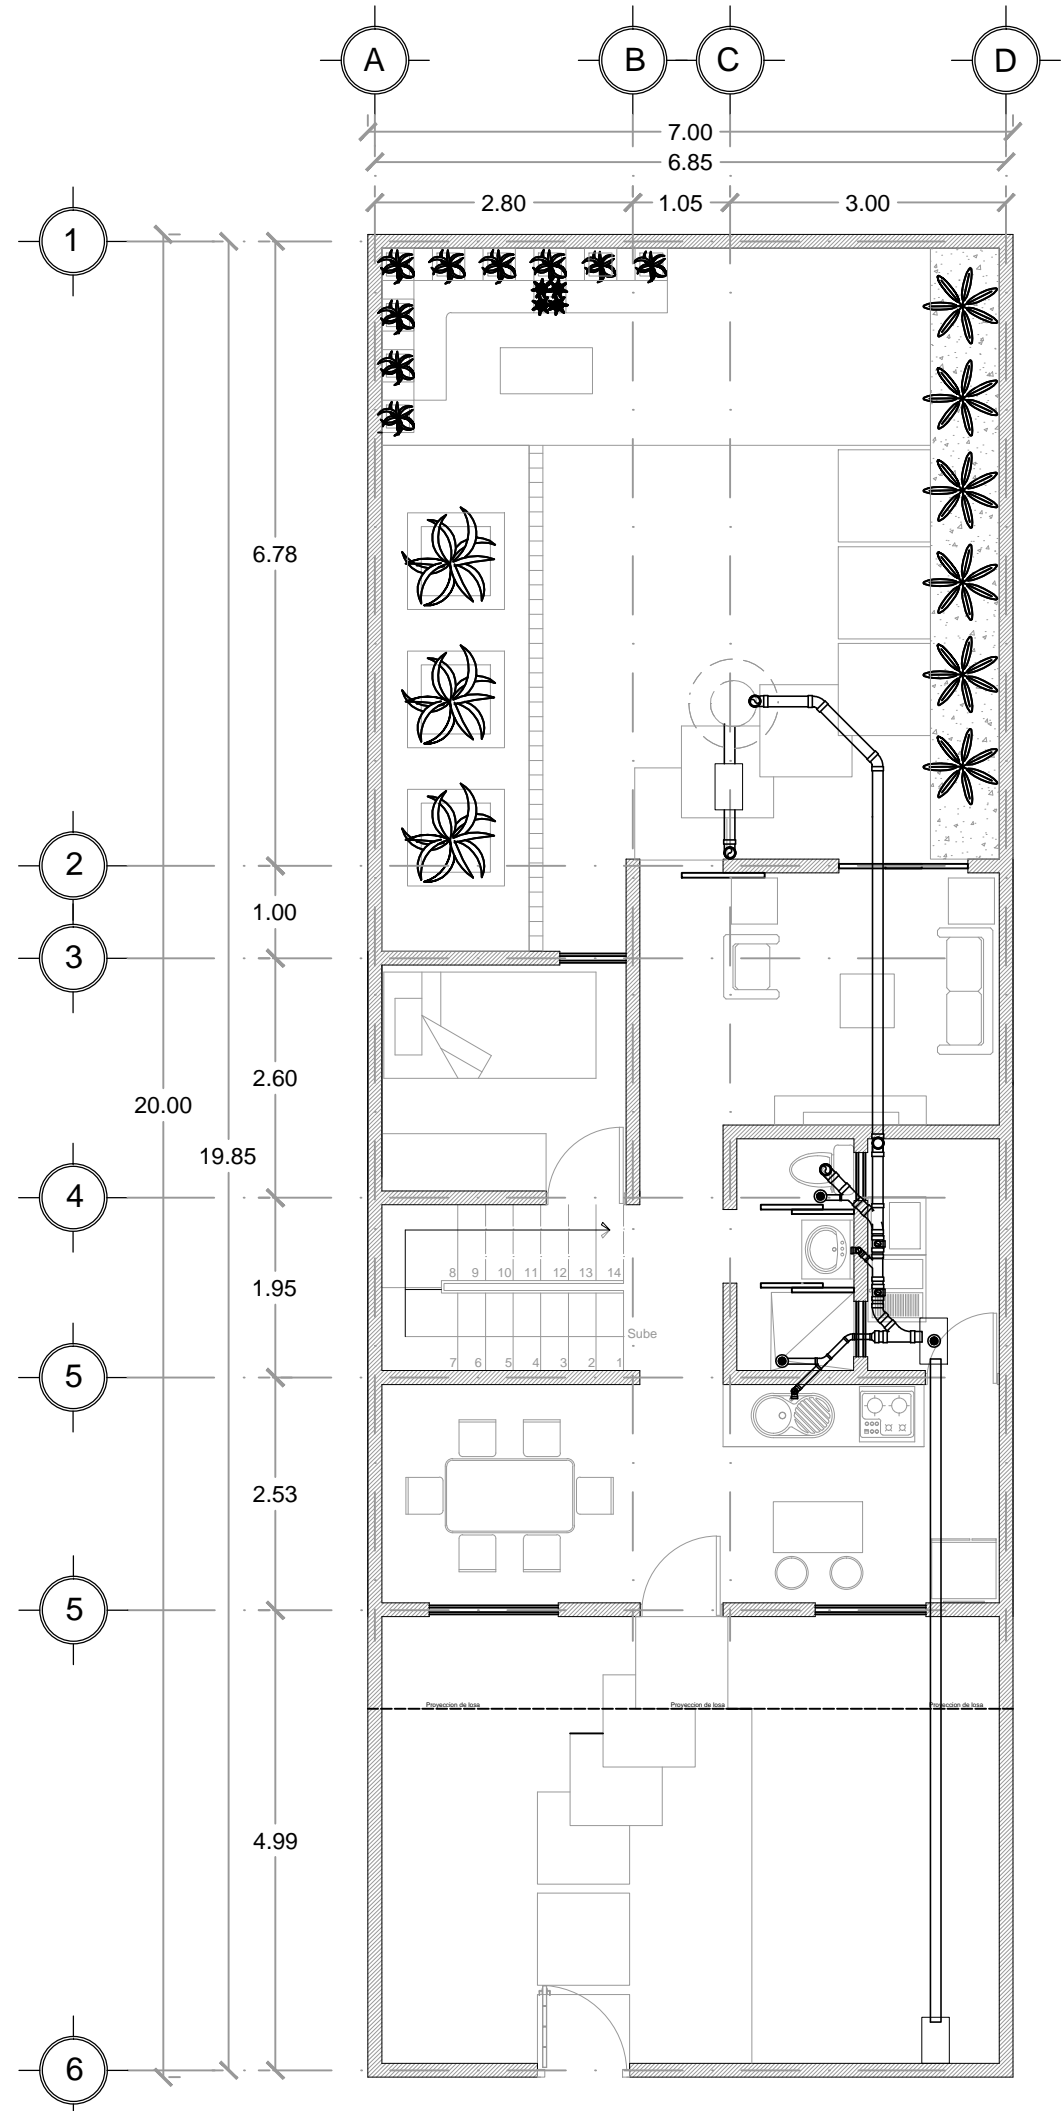 A B C D
7.00
6.85
2.80 1.05 3.00
1
6.78
2
1.00
3
2.60
20.00
19.85
4
8 9 10 11 12 13 14
1.95
Sube
7 6 5 4 3 2 1
5
2.53
5
Proyeccion de losa Proyeccion de losa Proyeccion de losa
4.99
6